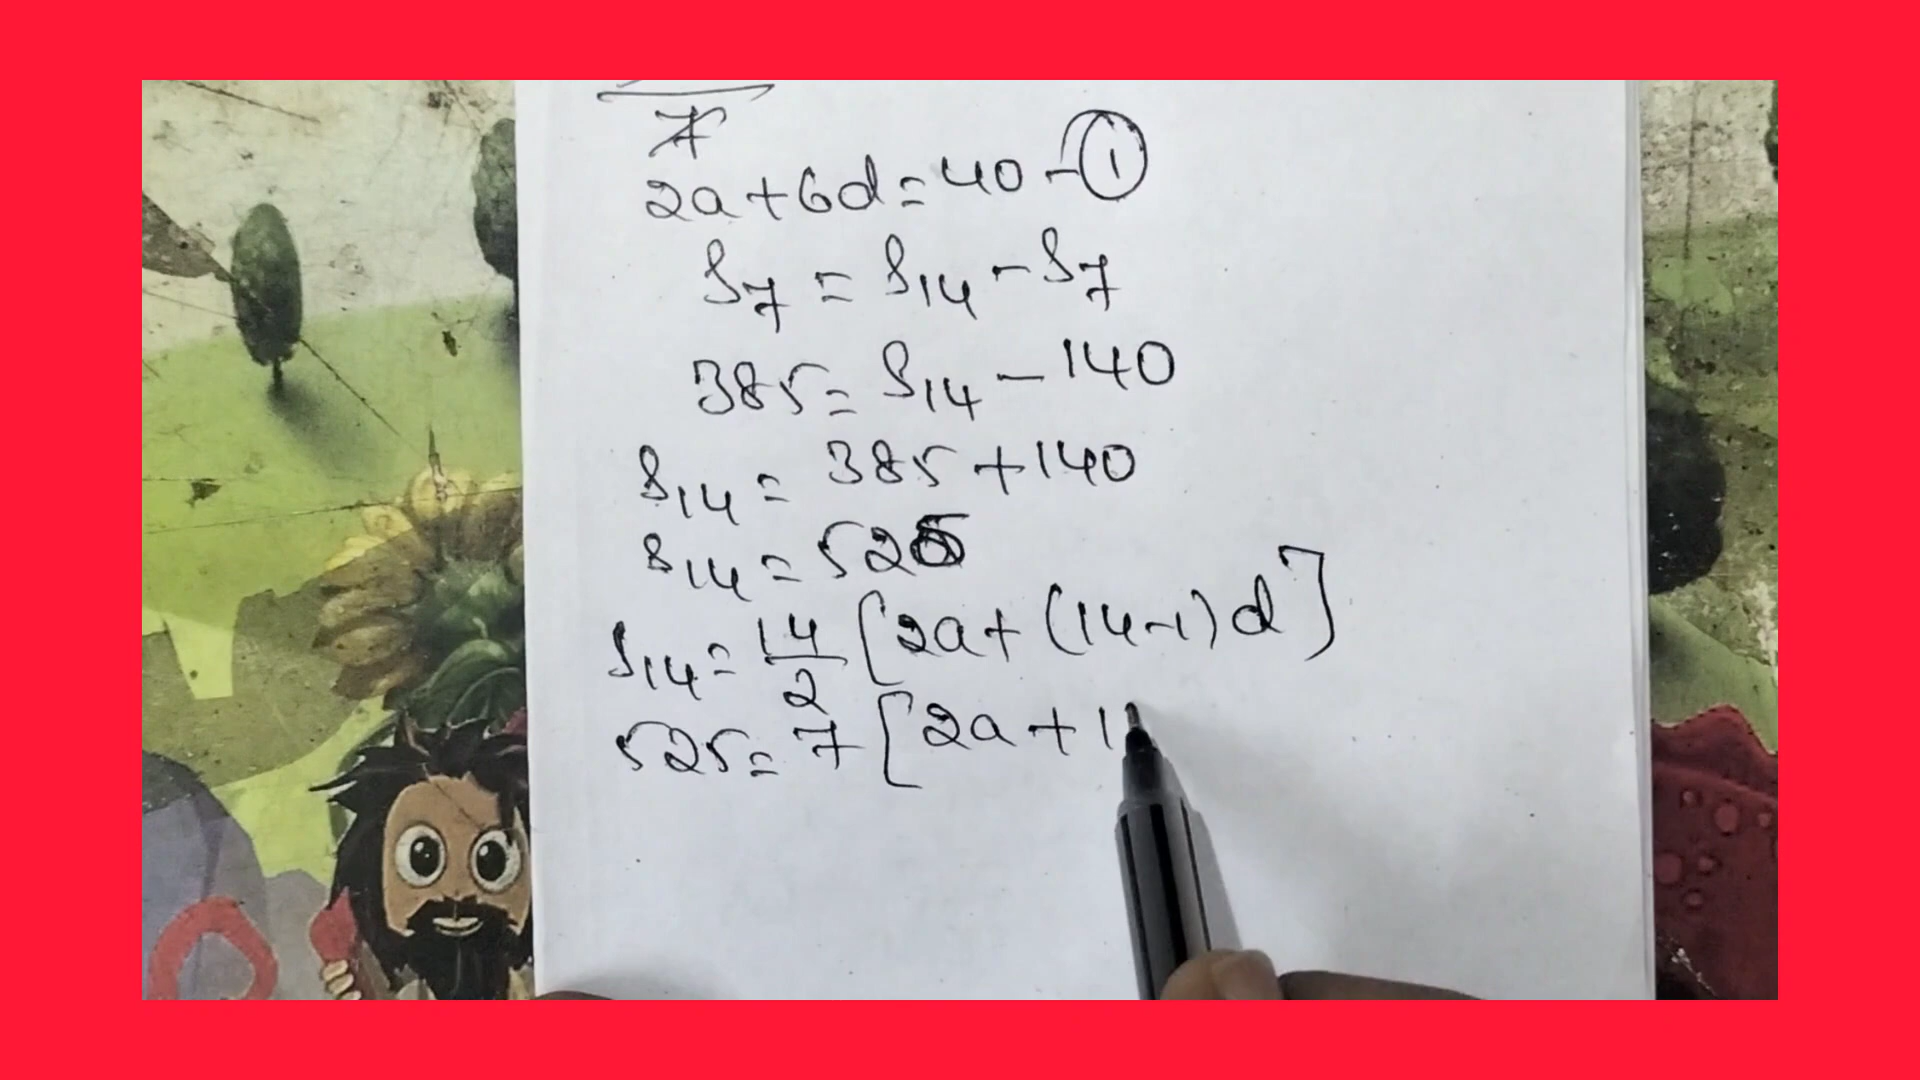 7
2a+6d=40-①
S7 = S14 - S7
385= S14 - 140
S14 = 385+140
S14 = 525
S14 = 14/2 [2a+(14-1)d]
525 = 7[2a+1